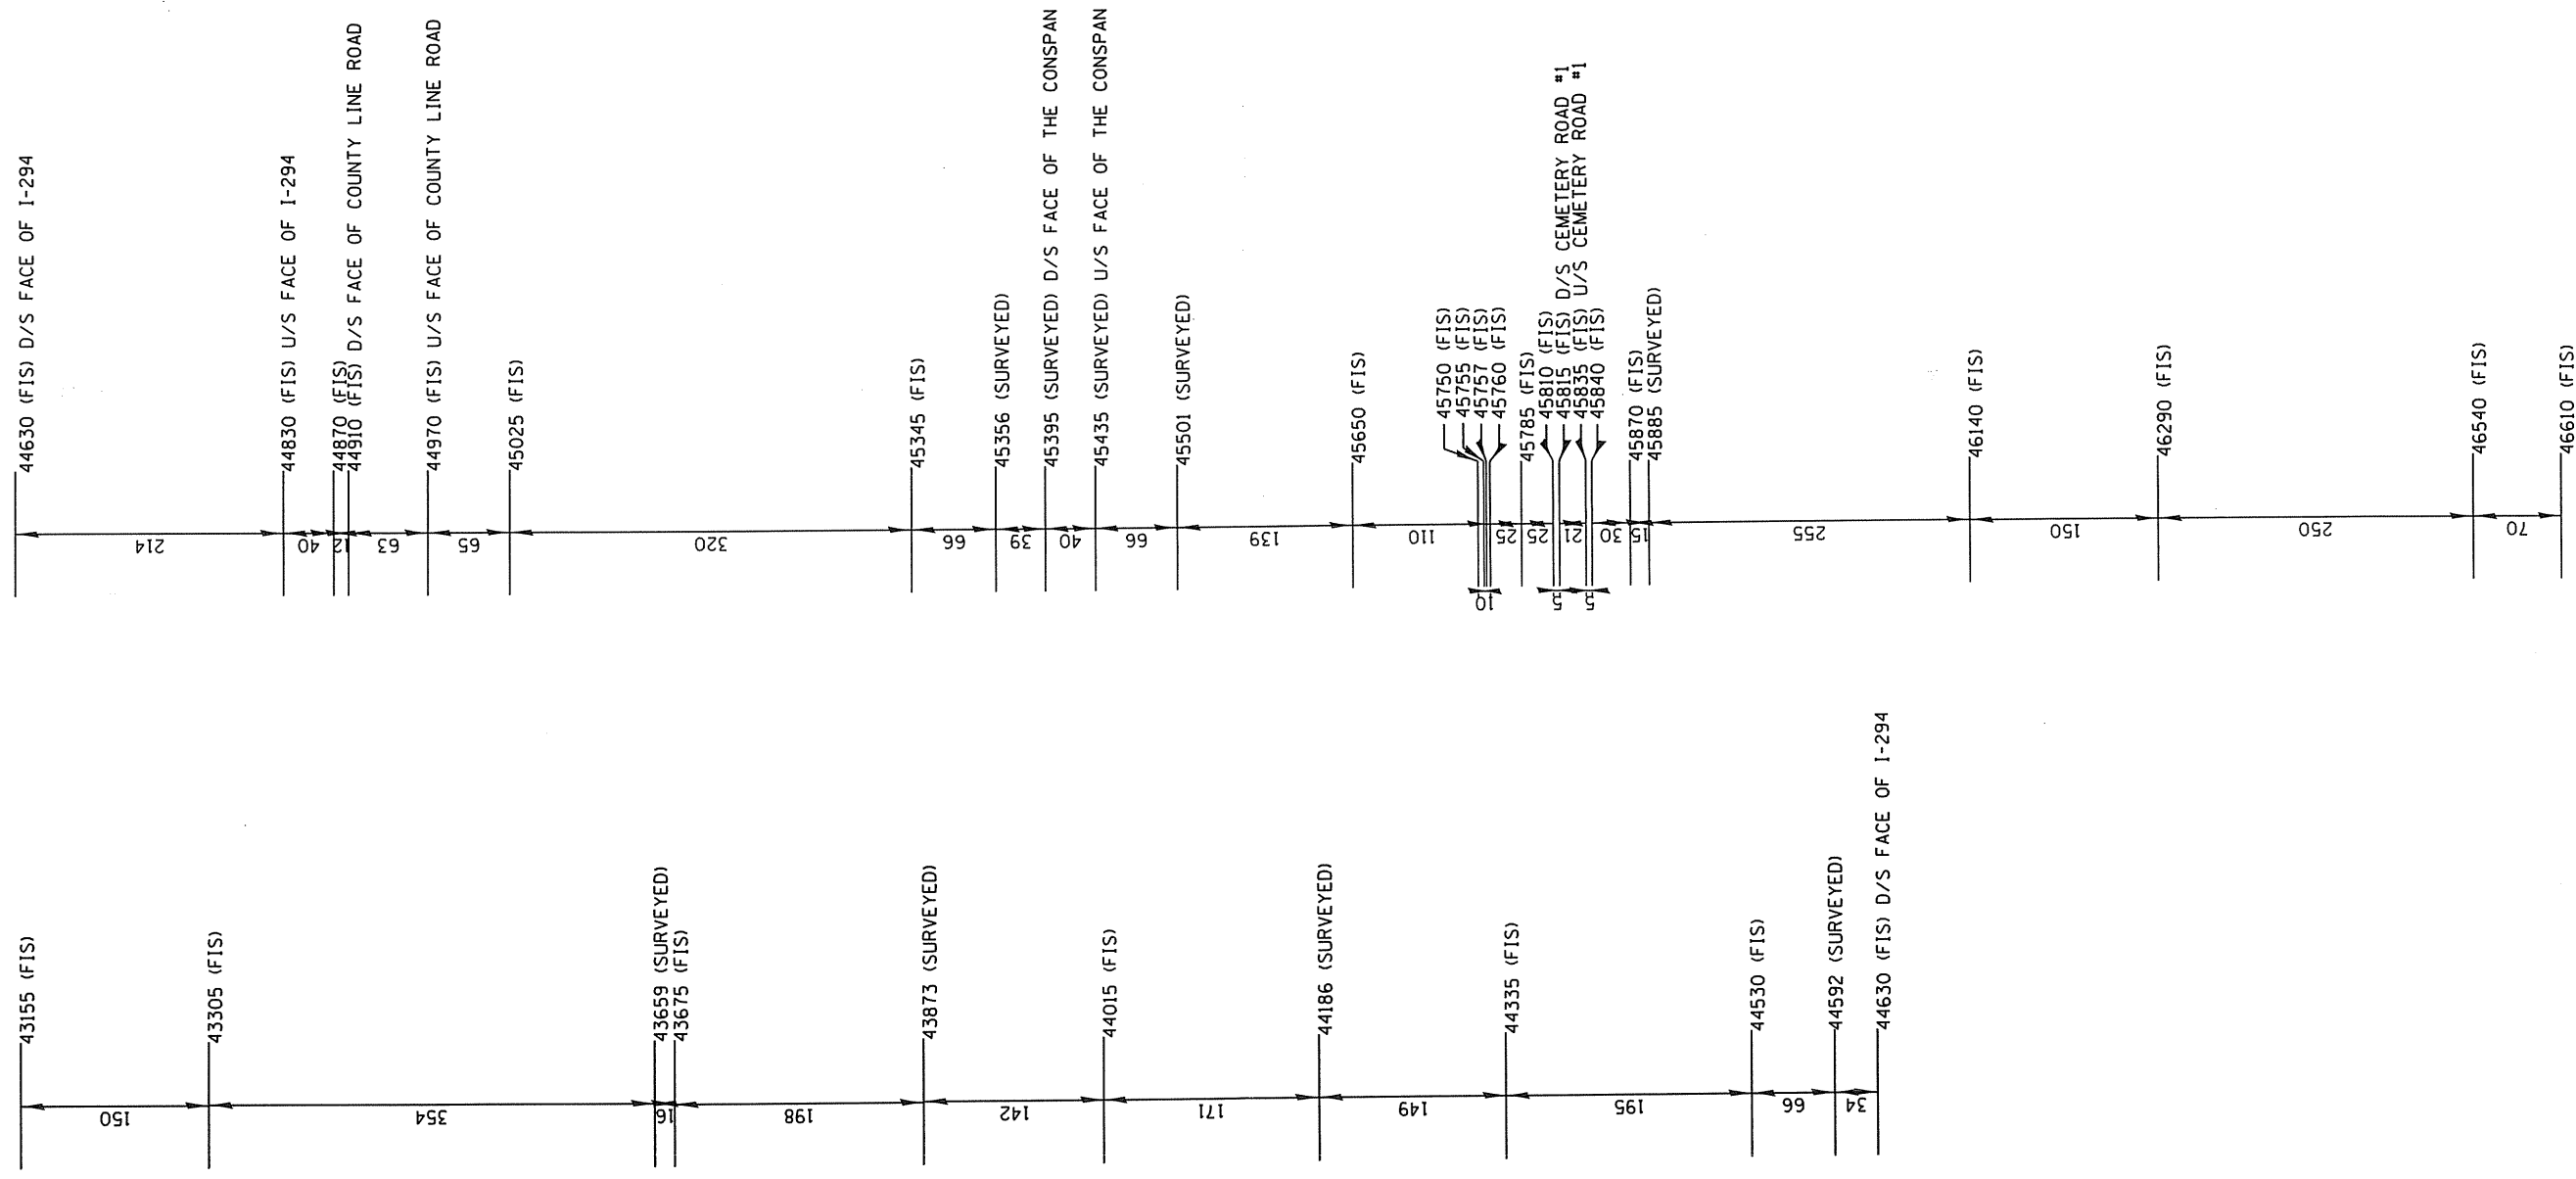 44630 (FIS) D/S FACE OF I-294
44830 (FIS) U/S FACE OF I-294
44870 (FIS)
44910 (FIS) D/S FACE OF COUNTY LINE ROAD
44970 (FIS) U/S FACE OF COUNTY LINE ROAD
45025 (FIS)
45345 (FIS)
45356 (SURVEYED)
45395 (SURVEYED) D/S FACE OF THE CONSPAN
45435 (SURVEYED) U/S FACE OF THE CONSPAN
45501 (SURVEYED)
45650 (FIS)
45750 (FIS)
45755 (FIS)
45757 (FIS)
45760 (FIS)
45785 (FIS)
45810 (FIS)
45815 (FIS) D/S CEMETERY ROAD #1
45835 (FIS) U/S CEMETERY ROAD #1
45840 (FIS)
45870 (FIS)
45885 (SURVEYED)
46140 (FIS)
46290 (FIS)
46540 (FIS)
46610 (FIS)
214
40
12
63
65
320
66
39
40
66
139
110
10
25
25
5
21
5
30
15
255
150
250
70
43155 (FIS)
43305 (FIS)
43659 (SURVEYED)
43675 (FIS)
43873 (SURVEYED)
44015 (FIS)
44186 (SURVEYED)
44335 (FIS)
44530 (FIS)
44592 (SURVEYED)
44630 (FIS) D/S FACE OF I-294
150
354
16
198
142
171
149
195
66
34